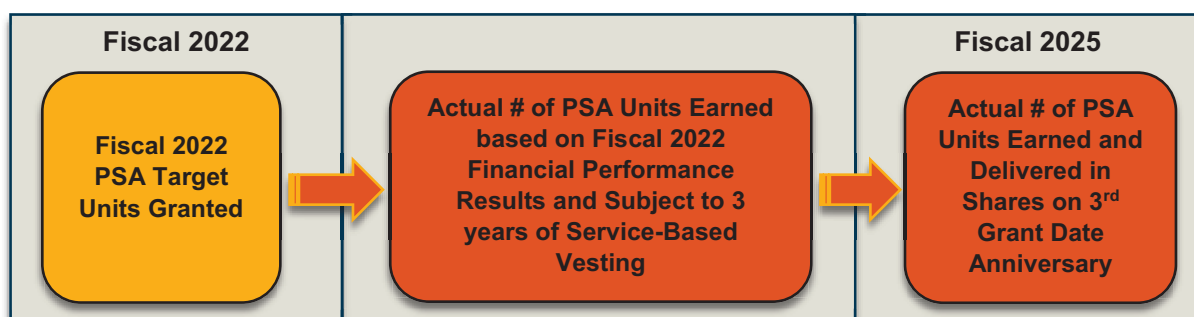 Fiscal 2022
Fiscal 2025
Fiscal 2022
PSA Target
Units Granted
Actual # of PSA Units Earned
based on Fiscal 2022
Financial Performance
Results and Subject to 3
years of Service-Based
Vesting
Actual # of PSA
Units Earned and
Delivered in
Shares on 3rd
Grant Date
Anniversary